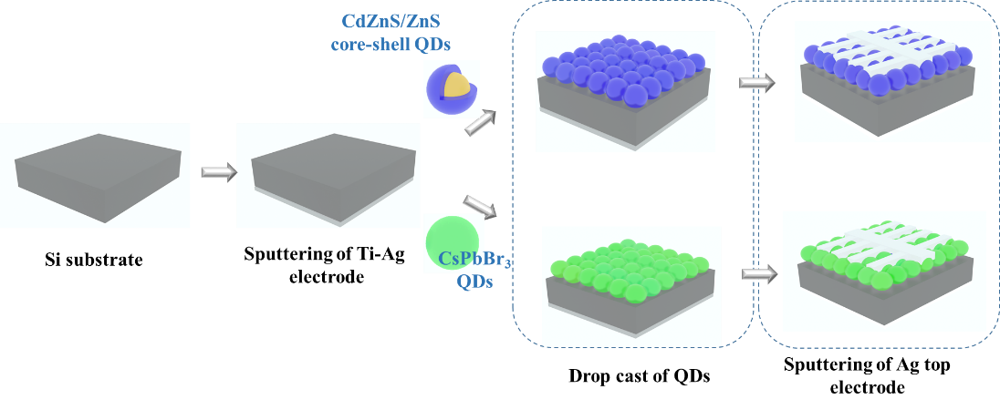 CdZnS/ZnS
core-shell QDs
Si substrate
Sputtering of Ti-Ag
electrode
CsPbBr3
QDs
Drop cast of QDs
Sputtering of Ag top
electrode